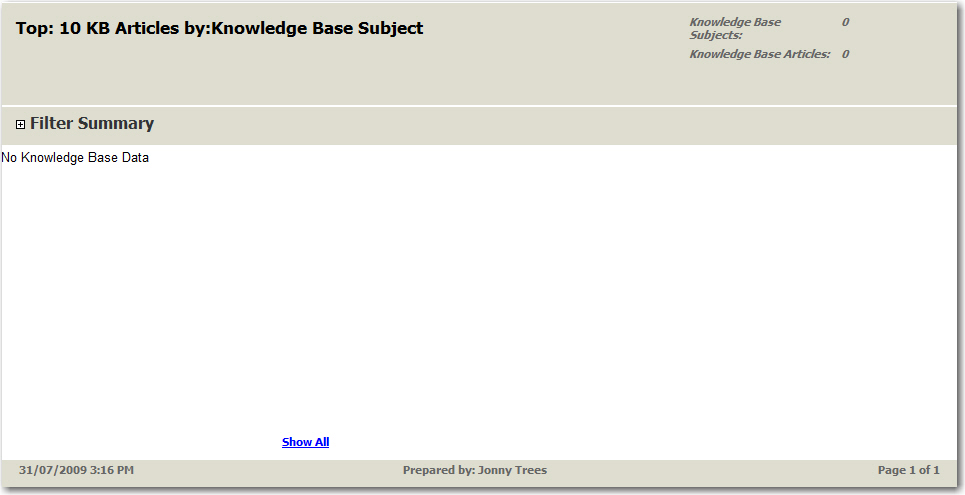 Top: 10 KB Articles by:Knowledge Base Subject
Knowledge Base
Subjects: 0
Knowledge Base Articles: 0
Filter Summary
No Knowledge Base Data
Show All
31/07/2009 3:16 PM Prepared by: Jonny Trees Page 1 of 1